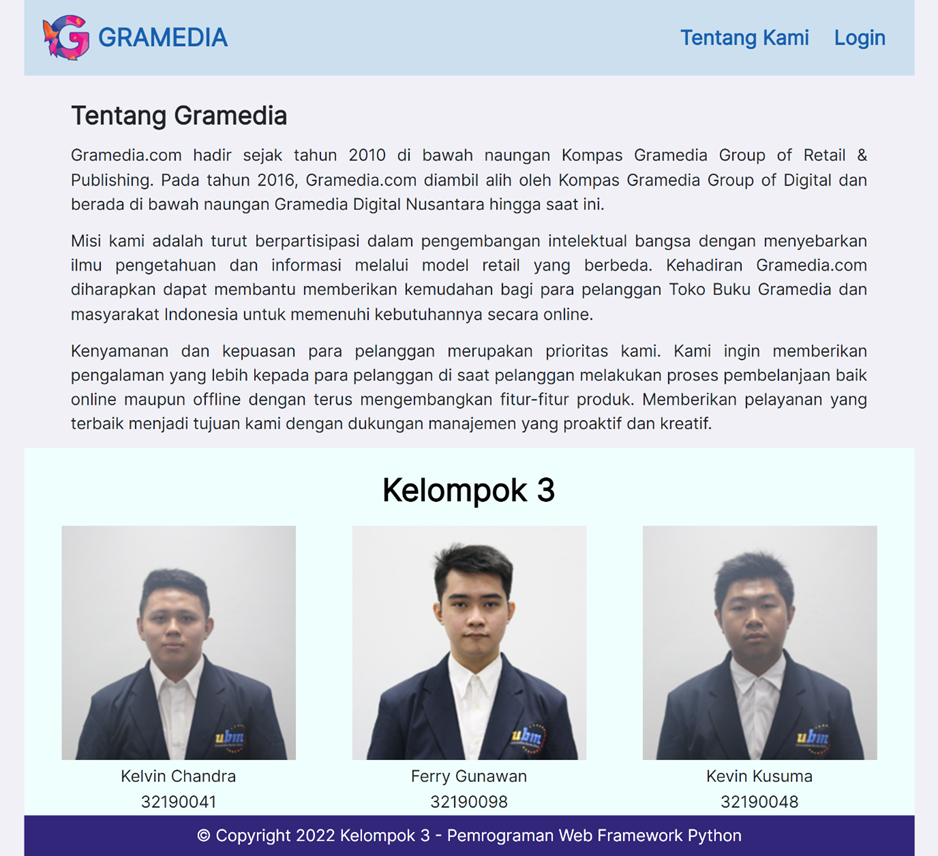 GRAMEDIA
Tentang Kami
Login
Tentang Gramedia
Gramedia.com hadir sejak tahun 2010 di bawah naungan Kompas Gramedia Group of Retail &
Publishing. Pada tahun 2016, Gramedia.com diambil alih oleh Kompas Gramedia Group of Digital dan
berada di bawah naungan Gramedia Digital Nusantara hingga saat ini.
Misi kami adalah turut berpartisipasi dalam pengembangan intelektual bangsa dengan menyebarkan
ilmu pengetahuan dan informasi melalui model retail yang berbeda. Kehadiran Gramedia.com
diharapkan dapat membantu memberikan kemudahan bagi para pelanggan Toko Buku Gramedia dan
masyarakat Indonesia untuk memenuhi kebutuhannya secara online.
Kenyamanan dan kepuasan para pelanggan merupakan prioritas kami. Kami ingin memberikan
pengalaman yang lebih kepada para pelanggan di saat pelanggan melakukan proses pembelanjaan baik
online maupun offline dengan terus mengembangkan fitur-fitur produk. Memberikan pelayanan yang
terbaik menjadi tujuan kami dengan dukungan manajemen yang proaktif dan kreatif.
Kelompok 3
ubm
ubm
ubm
Kelvin Chandra
Ferry Gunawan
Kevin Kusuma
32190041
32190098
32190048
© Copyright 2022 Kelompok 3 - Pemrograman Web Framework Python